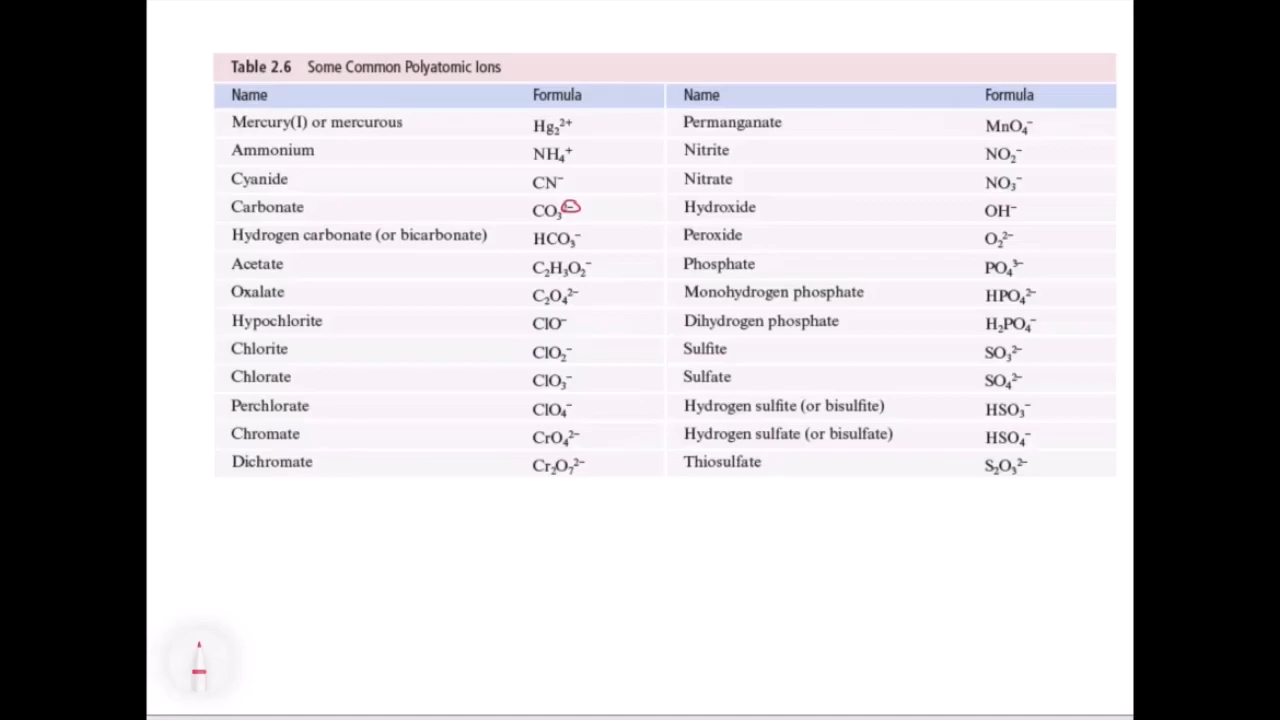 Table 2.6 Some Common Polyatomic Ions
Name Formula Name Formula
Mercury(I) or mercurous Hg₂²⁺ Permanganate MnO₄⁻
Ammonium NH₄⁺ Nitrite NO₂⁻
Cyanide CN⁻ Nitrate NO₃⁻
Carbonate CO₃²⁻ Hydroxide OH⁻
Hydrogen carbonate (or bicarbonate) HCO₃⁻ Peroxide O₂²⁻
Acetate C₂H₃O₂⁻ Phosphate PO₄³⁻
Oxalate C₂O₄²⁻ Monohydrogen phosphate HPO₄²⁻
Hypochlorite ClO⁻ Dihydrogen phosphate H₂PO₄⁻
Chlorite ClO₂⁻ Sulfite SO₃²⁻
Chlorate ClO₃⁻ Sulfate SO₄²⁻
Perchlorate ClO₄⁻ Hydrogen sulfite (or bisulfite) HSO₃⁻
Chromate CrO₄²⁻ Hydrogen sulfate (or bisulfate) HSO₄⁻
Dichromate Cr₂O₇²⁻ Thiosulfate S₂O₃²⁻